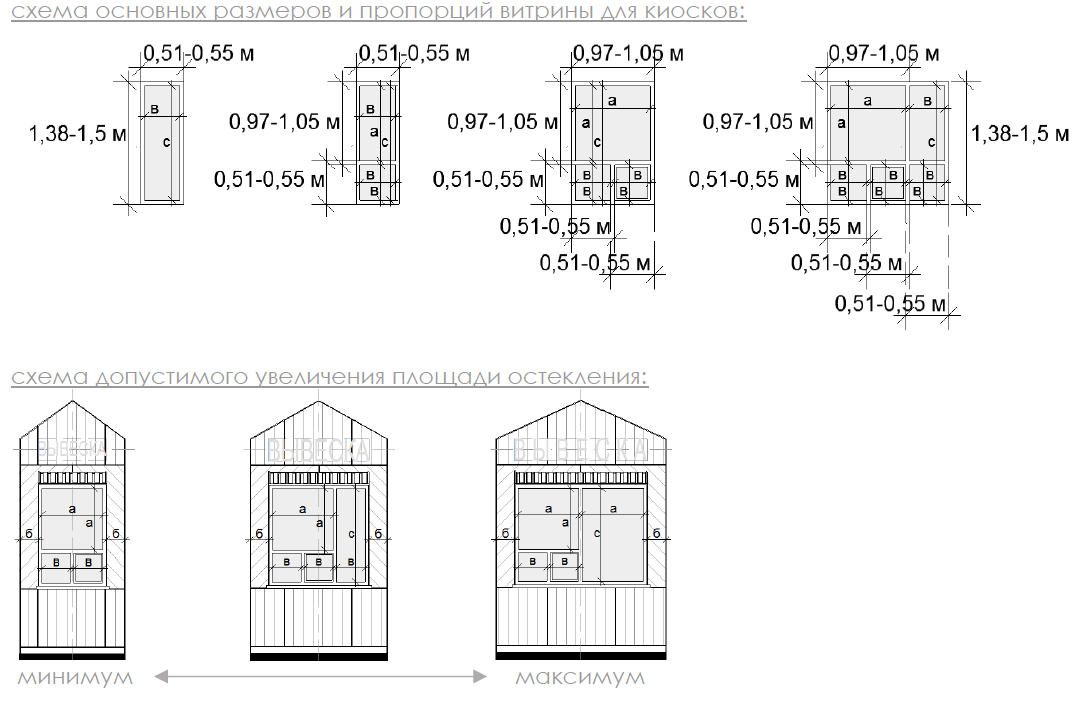 схема основных размеров и пропорций витрины для киосков:
0,51-0,55 м 0,51-0,55 м 0,97-1,05 м 0,97-1,05 м
в в а а в
1,38-1,5 м 0,97-1,05 м 0,97-1,05 м 0,97-1,05 м 1,38-1,5 м
с а с а с а с
0,51-0,55 м 0,51-0,55 м 0,51-0,55 м
в в в в в
в в в в в в
0,51-0,55 м 0,51-0,55 м
0,51-0,55 м 0,51-0,55 м
0,51-0,55 м
схема допустимого увеличения площади остекления:
ВЫВЕСКА ВЫВЕСКА ВЫВЕСКА
а а а а
а а а
б б б с б б с б
в в в в в в в
минимум максимум